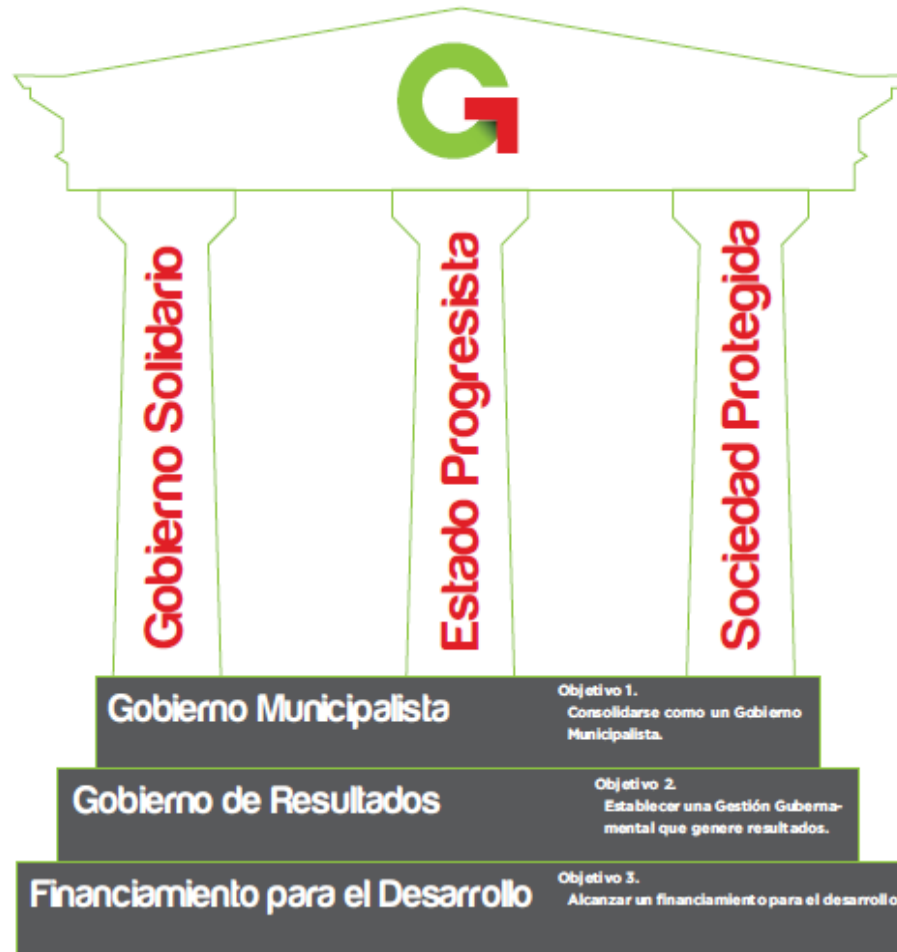 Gobierno Solidario
Estado Progresista
Sociedad Protegida
Gobierno Municipalista
Objetivo 1.
Consolidarse como un Gobierno
Municipalista.
Gobierno de Resultados
Objetivo 2.
Establecer una Gestión Guberna-
mental que genere resultados.
Financiamiento para el Desarrollo
Objetivo 3.
Alcanzar un financiamiento para el desarrollo